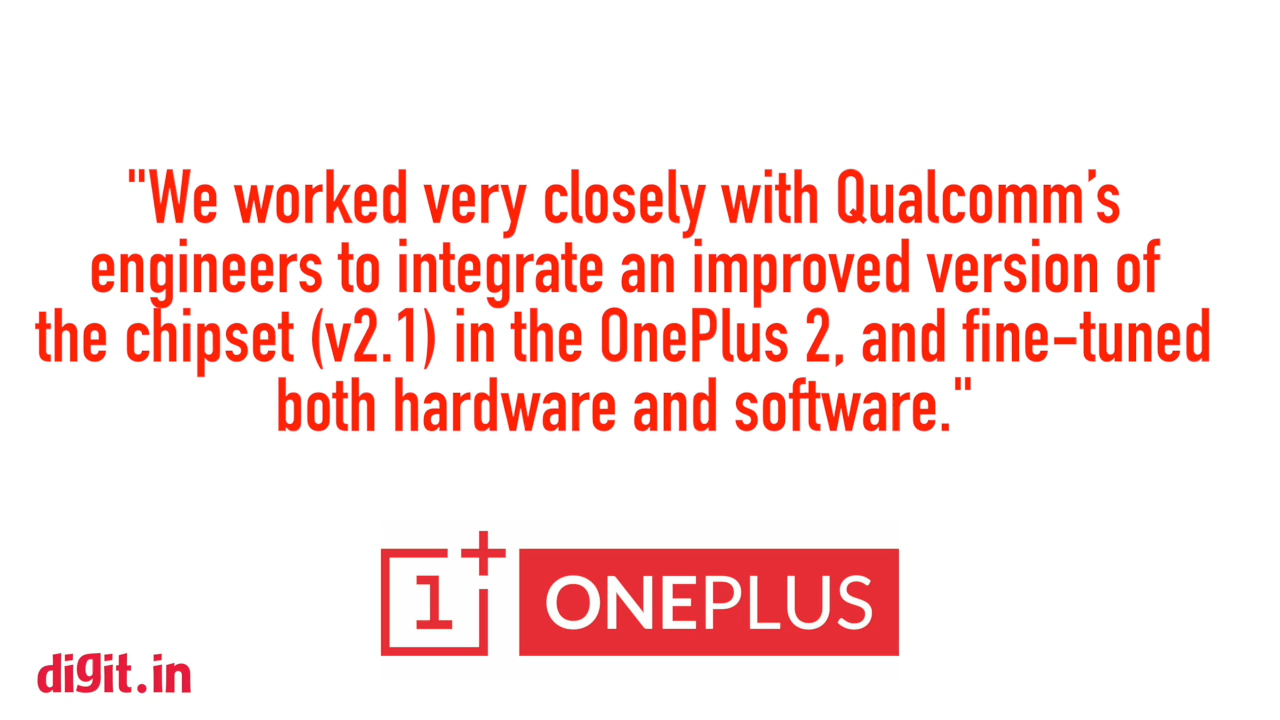 "We worked very closely with Qualcomm’s
engineers to integrate an improved version of
the chipset (v2.1) in the OnePlus 2, and fine-tuned
both hardware and software."
1+ ONEPLUS
digit.in